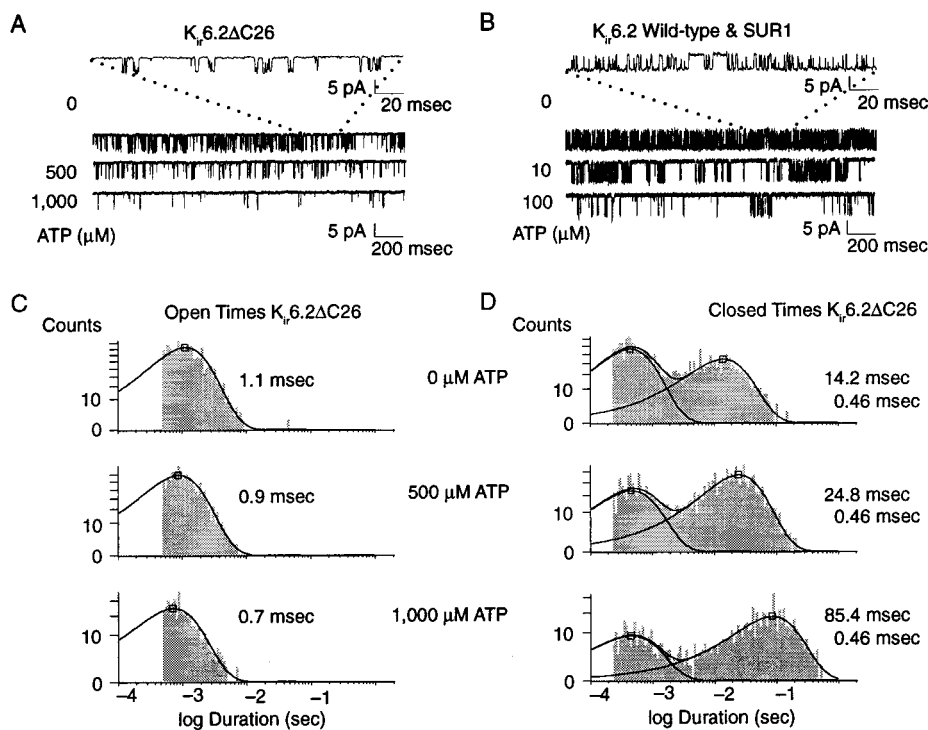 A
K_ir6.2ΔC26
5 pA
20 msec
0
500
1,000
ATP (μM)
5 pA
200 msec
B
K_ir6.2 Wild-type & SUR1
5 pA
20 msec
0
10
100
ATP (μM)
5 pA
200 msec
C
Open Times K_ir6.2ΔC26
Counts
10
0
1.1 msec
0 μM ATP
10
0
0.9 msec
500 μM ATP
10
0
0.7 msec
1,000 μM ATP
−4 −3 −2 −1
log Duration (sec)
D
Closed Times K_ir6.2ΔC26
Counts
10
0
14.2 msec
0.46 msec
10
0
24.8 msec
0.46 msec
10
0
85.4 msec
0.46 msec
−4 −3 −2 −1
log Duration (sec)